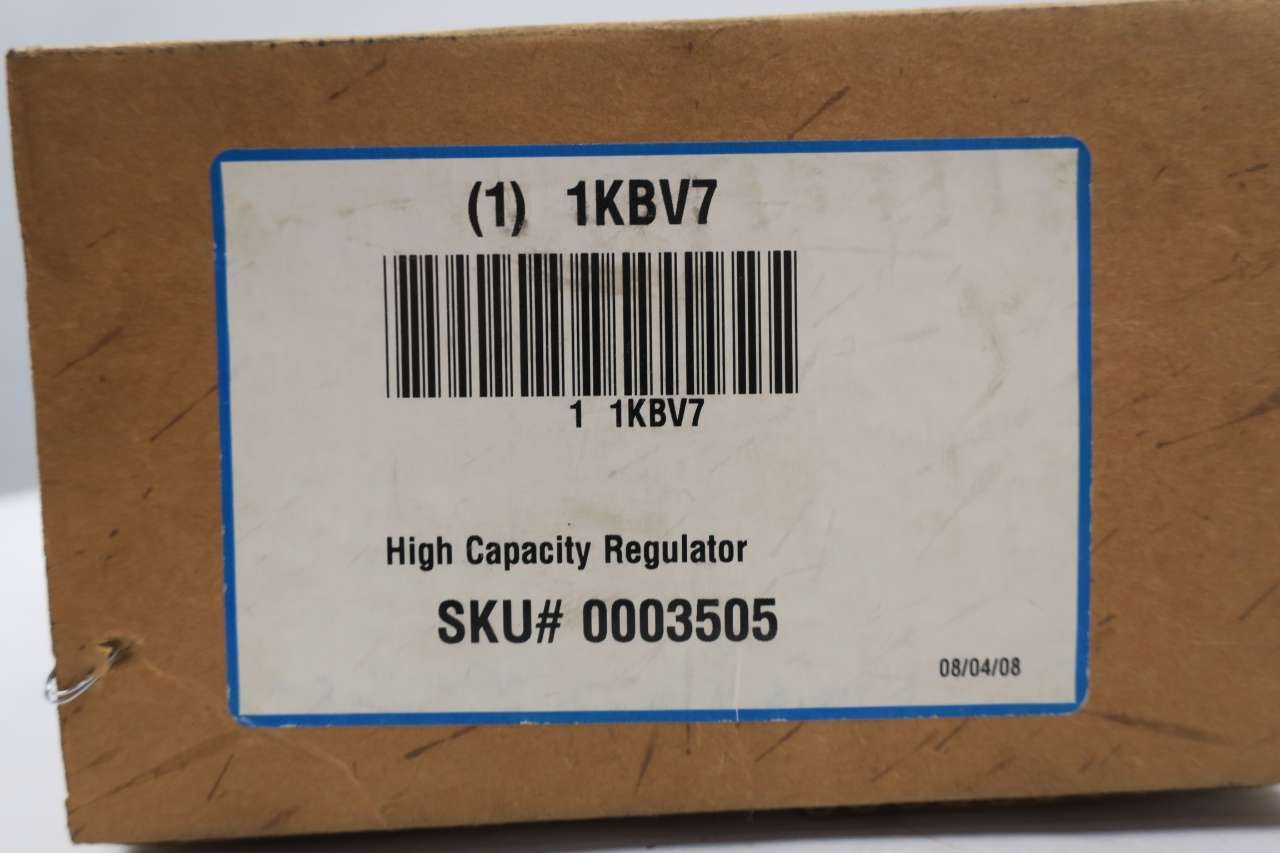 (1) 1KBV7
1 1KBV7
High Capacity Regulator
SKU# 0003505
08/04/08